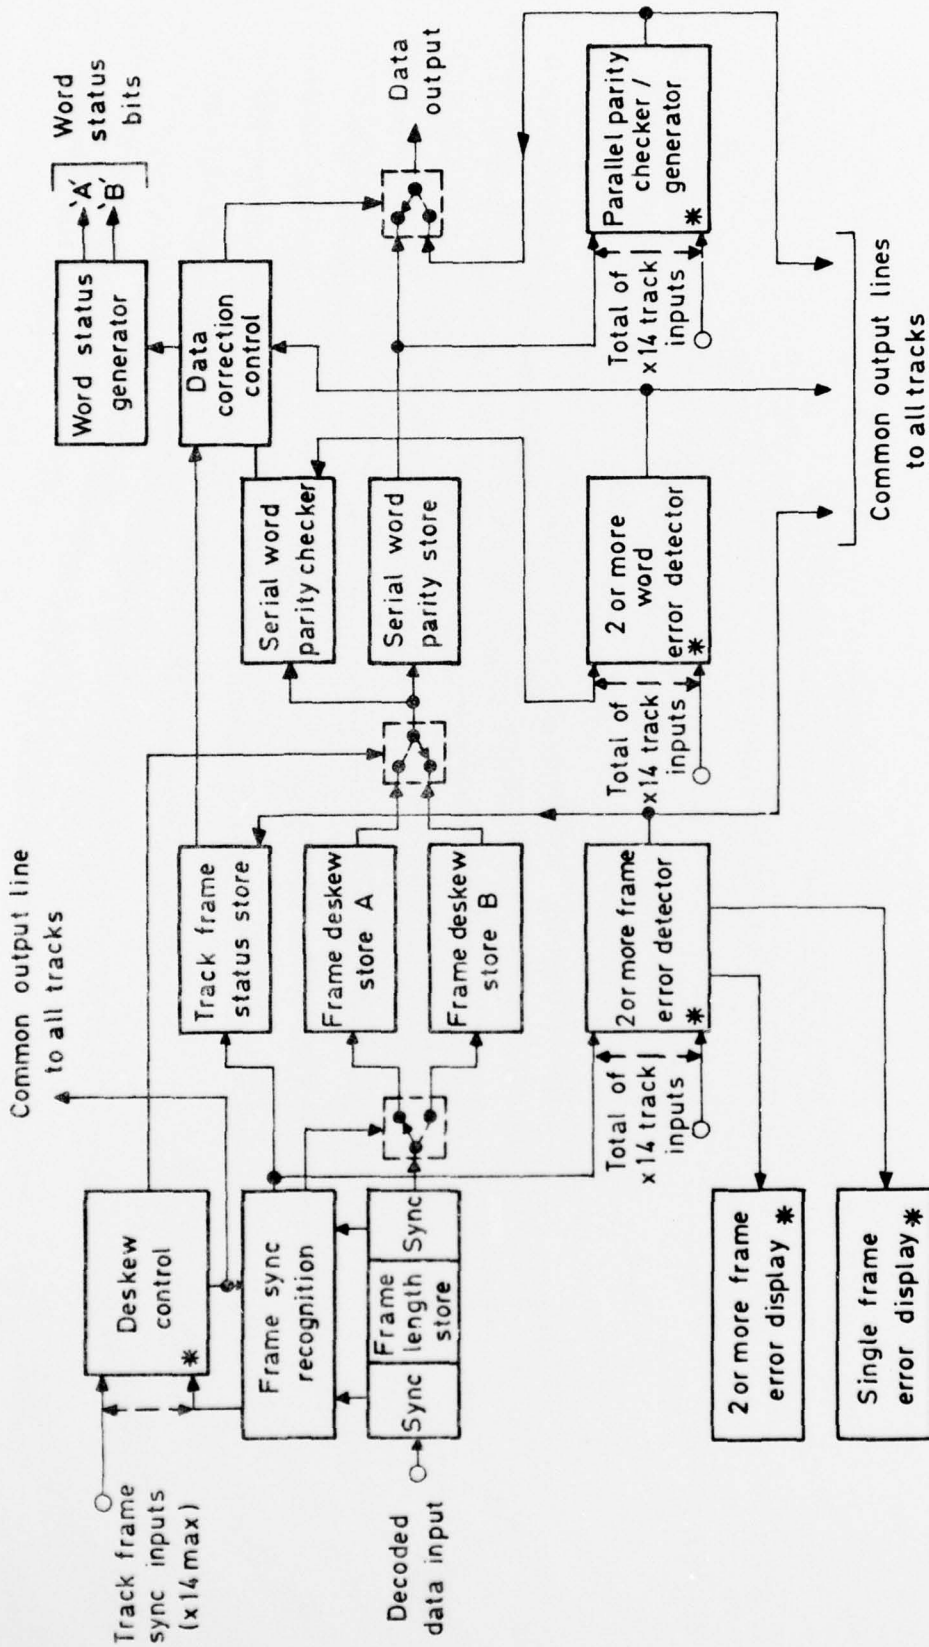 Common output line
to all tracks
Track frame
sync inputs
(x14 max)
Deskew
control
*
Frame sync
recognition
Decoded
data input
Sync
Frame
length
store
Sync
Track frame
status store
Frame deskew
store A
Frame deskew
store B
Word status
generator
'A'
'B'
Word
status
bits
Data
correction
control
Serial word
parity checker
Serial word
parity store
Data
output
Total of
x14 track
inputs
2 or more frame
error detector
*
Total of
x14 track
inputs
2 or more
word
error detector
*
Total of
x14 track
inputs
Parallel parity
checker /
generator
*
2 or more frame
error display *
Single frame
error display *
Common output lines
to all tracks